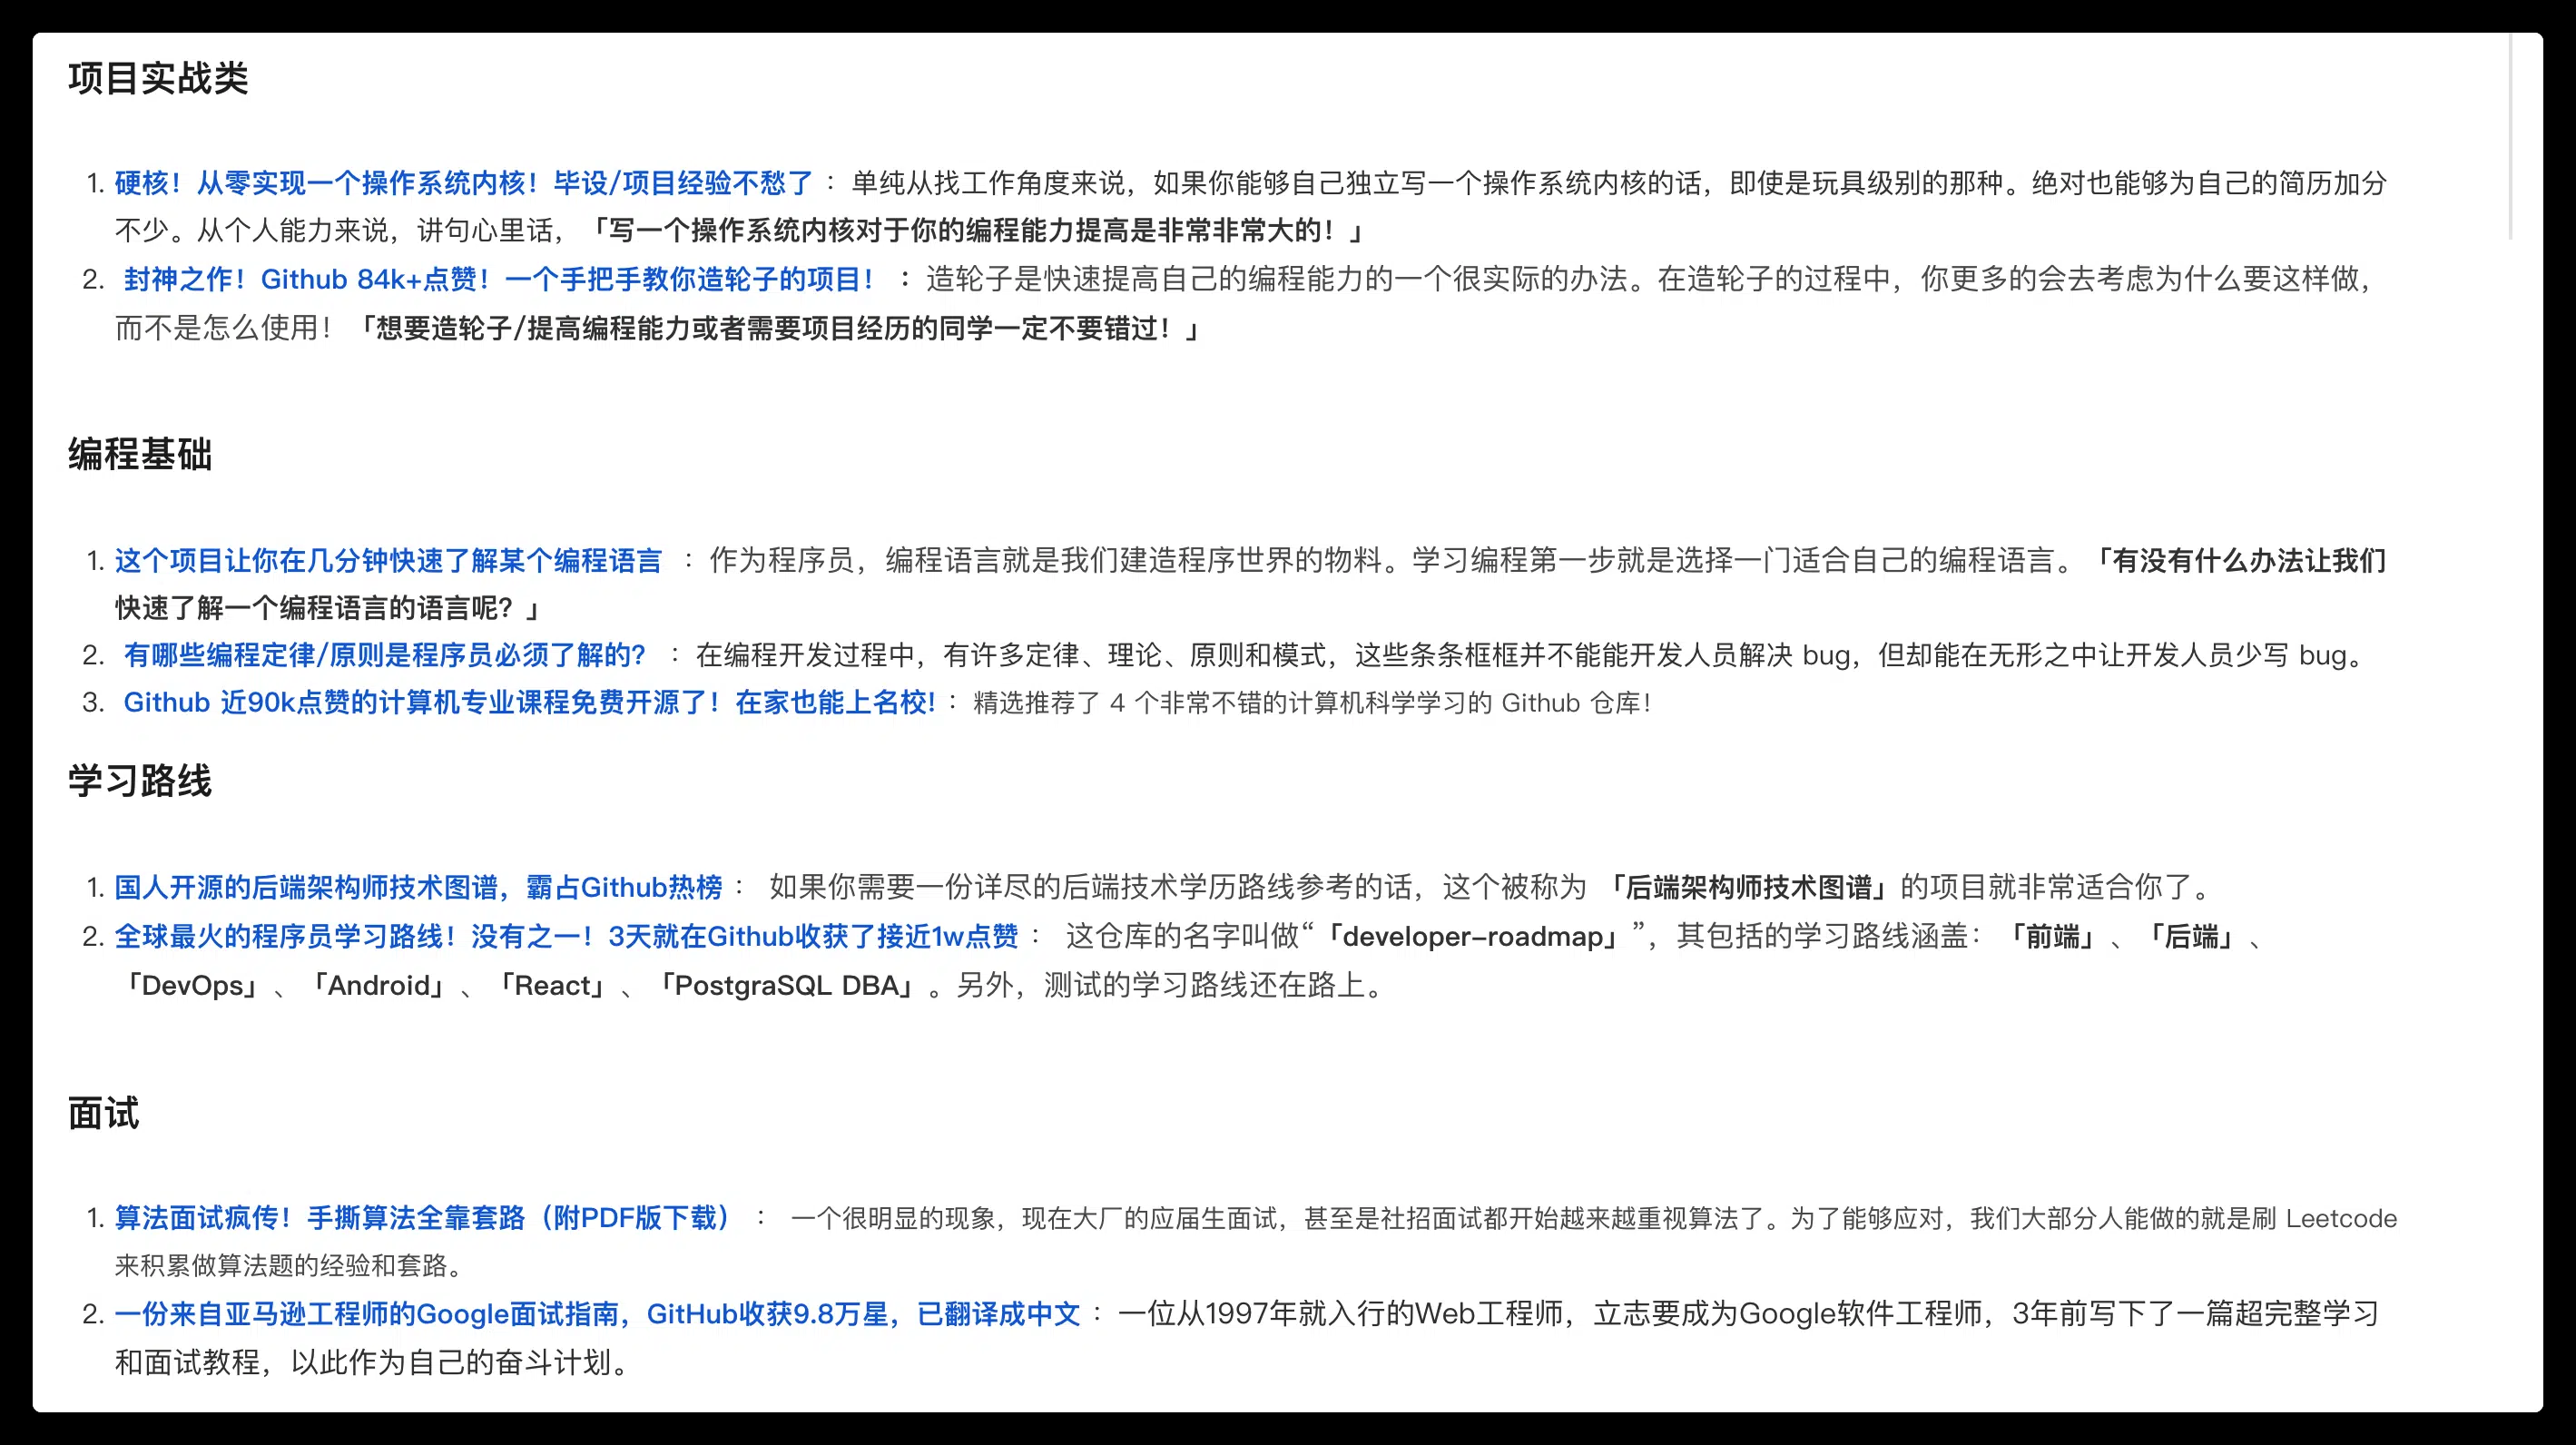 项目实战类
1. 硬核！从零实现一个操作系统内核！毕设/项目经验不愁了 ：单纯从找工作角度来说，如果你能够自己独立写一个操作系统内核的话，即使是玩具级别的那种。绝对也能够为自己的简历加分
不少。从个人能力来说，讲句心里话，「写一个操作系统内核对于你的编程能力提高是非常非常大的！」
2. 封神之作！Github 84k+点赞！一个手把手教你造轮子的项目！ ：造轮子是快速提高自己的编程能力的一个很实际的办法。在造轮子的过程中，你更多的会去考虑为什么要这样做，
而不是怎么使用！「想要造轮子/提高编程能力或者需要项目经历的同学一定不要错过！」
编程基础
1. 这个项目让你在几分钟快速了解某个编程语言 ：作为程序员，编程语言就是我们建造程序世界的物料。学习编程第一步就是选择一门适合自己的编程语言。「有没有什么办法让我们
快速了解一个编程语言的语言呢？」
2. 有哪些编程定律/原则是程序员必须了解的？ ：在编程开发过程中，有许多定律、理论、原则和模式，这些条条框框并不能能开发人员解决 bug，但却能在无形之中让开发人员少写 bug。
3. Github 近90k点赞的计算机专业课程免费开源了！在家也能上名校!：精选推荐了 4 个非常不错的计算机科学学习的 Github 仓库！
学习路线
1. 国人开源的后端架构师技术图谱，霸占Github热榜： 如果你需要一份详尽的后端技术学历路线参考的话，这个被称为 「后端架构师技术图谱」的项目就非常适合你了。
2. 全球最火的程序员学习路线！没有之一！3天就在Github收获了接近1w点赞： 这仓库的名字叫做“「developer-roadmap」”，其包括的学习路线涵盖：「前端」、「后端」、
「DevOps」、「Android」、「React」、「PostgraSQL DBA」。另外，测试的学习路线还在路上。
面试
1. 算法面试疯传！手撕算法全靠套路（附PDF版下载） ： 一个很明显的现象，现在大厂的应届生面试，甚至是社招面试都开始越来越重视算法了。为了能够应对，我们大部分人能做的就是刷 Leetcode
来积累做算法题的经验和套路。
2. 一份来自亚马逊工程师的Google面试指南，GitHub收获9.8万星，已翻译成中文：一位从1997年就入行的Web工程师，立志要成为Google软件工程师，3年前写下了一篇超完整学习
和面试教程，以此作为自己的奋斗计划。